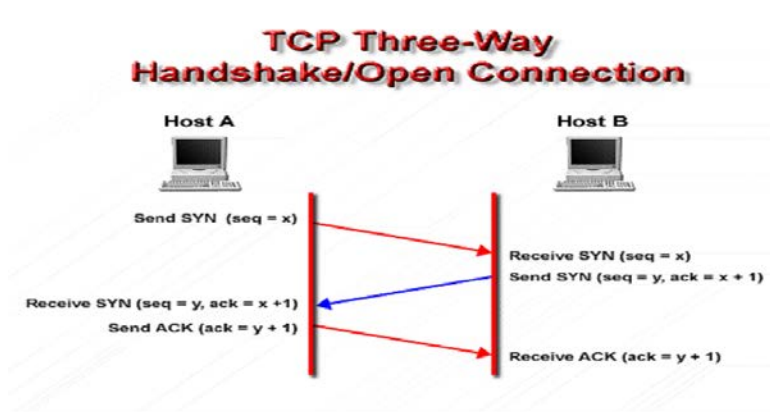 TCP Three-Way
Handshake/Open Connection
Host A
Host B
Send SYN (seq = x)
Receive SYN (seq = x)
Send SYN (seq = y, ack = x + 1)
Receive SYN (seq = y, ack = x +1)
Send ACK (ack = y + 1)
Receive ACK (ack = y + 1)